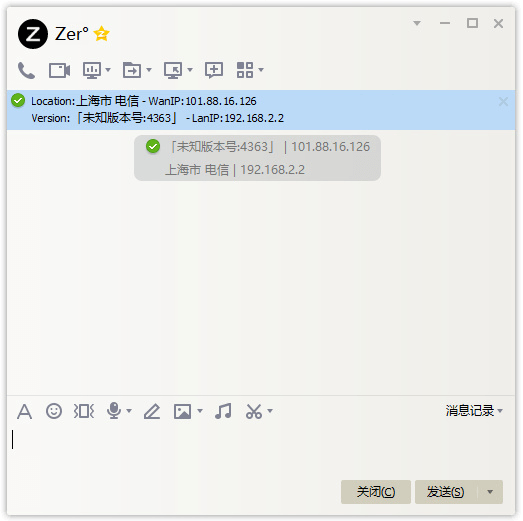 Z
Zer°
Location:上海市 电信 - WanIP:101.88.16.126
Version:「未知版本号:4363」 - LanIP:192.168.2.2
「未知版本号:4363」 | 101.88.16.126
上海市 电信 | 192.168.2.2
消息记录
关闭(C) 发送(S)